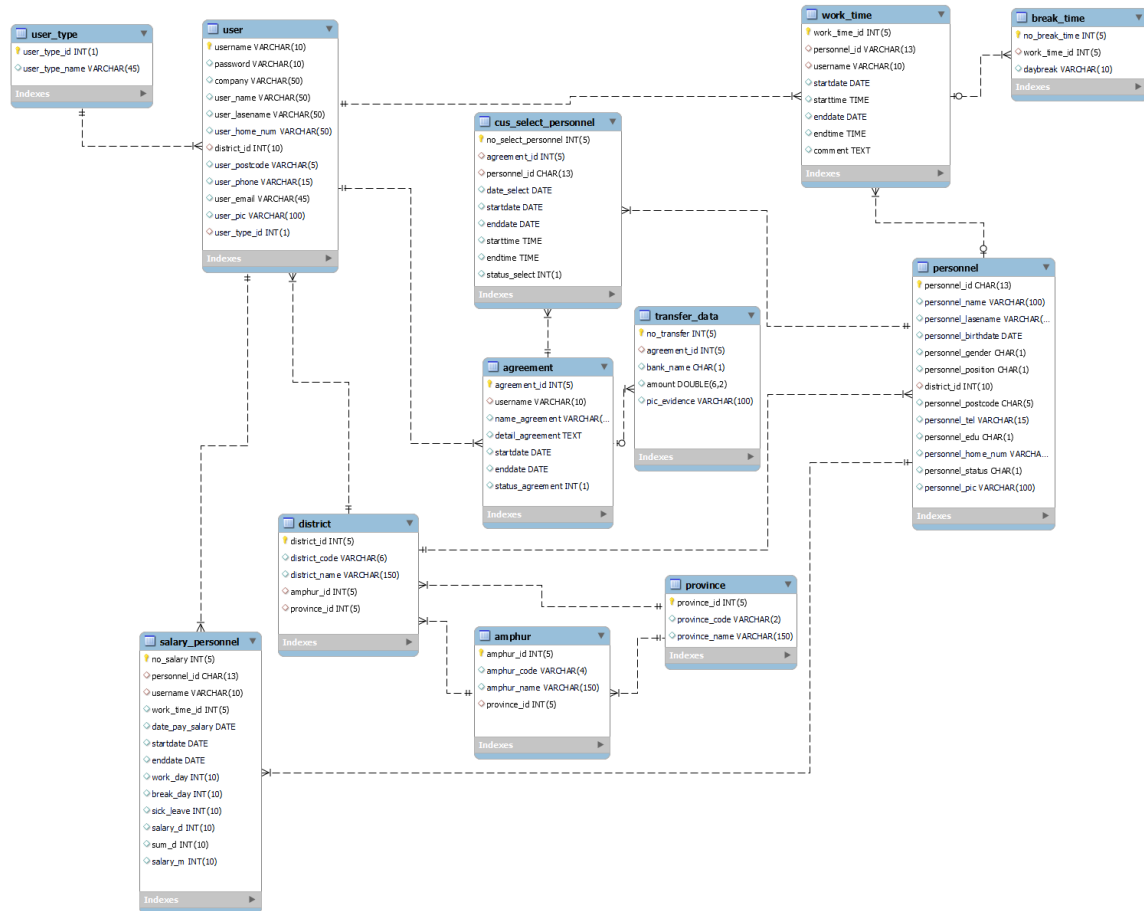 user_type
user_type_id INT(1)
user_type_name VARCHAR(45)
Indexes
user
username VARCHAR(10)
password VARCHAR(10)
company VARCHAR(50)
user_name VARCHAR(50)
user_lasename VARCHAR(50)
user_home_num VARCHAR(50)
district_id INT(10)
user_postcode VARCHAR(5)
user_phone VARCHAR(15)
user_email VARCHAR(45)
user_pic VARCHAR(100)
user_type_id INT(1)
Indexes
work_time
work_time_id INT(5)
personnel_id VARCHAR(13)
username VARCHAR(10)
startdate DATE
starttime TIME
enddate DATE
endtime TIME
comment TEXT
Indexes
break_time
no_break_time INT(5)
work_time_id INT(5)
daybreak VARCHAR(10)
Indexes
cus_select_personnel
no_select_personnel INT(5)
agreement_id INT(5)
personnel_id CHAR(13)
date_select DATE
startdate DATE
enddate DATE
starttime TIME
endtime TIME
status_select INT(1)
Indexes
personnel
personnel_id CHAR(13)
personnel_name VARCHAR(100)
personnel_lasename VARCHAR(...
personnel_birthdate DATE
personnel_gender CHAR(1)
personnel_position CHAR(1)
district_id INT(10)
personnel_postcode CHAR(5)
personnel_tel VARCHAR(15)
personnel_edu CHAR(1)
personnel_home_num VARCHA...
personnel_status CHAR(1)
personnel_pic VARCHAR(100)
Indexes
transfer_data
no_transfer INT(5)
agreement_id INT(5)
bank_name CHAR(1)
amount DOUBLE(6,2)
pic_evidence VARCHAR(100)
Indexes
agreement
agreement_id INT(5)
username VARCHAR(10)
name_agreement VARCHAR(...
detail_agreement TEXT
startdate DATE
enddate DATE
status_agreement INT(1)
Indexes
district
district_id INT(5)
district_code VARCHAR(6)
district_name VARCHAR(150)
amphur_id INT(5)
province_id INT(5)
Indexes
province
province_id INT(5)
province_code VARCHAR(2)
province_name VARCHAR(150)
Indexes
amphur
amphur_id INT(5)
amphur_code VARCHAR(4)
amphur_name VARCHAR(150)
province_id INT(5)
Indexes
salary_personnel
no_salary INT(5)
personnel_id CHAR(13)
username VARCHAR(10)
work_time_id INT(5)
date_pay_salary DATE
startdate DATE
enddate DATE
work_day INT(10)
break_day INT(10)
sick_leave INT(10)
salary_d INT(10)
sum_d INT(10)
salary_m INT(10)
Indexes